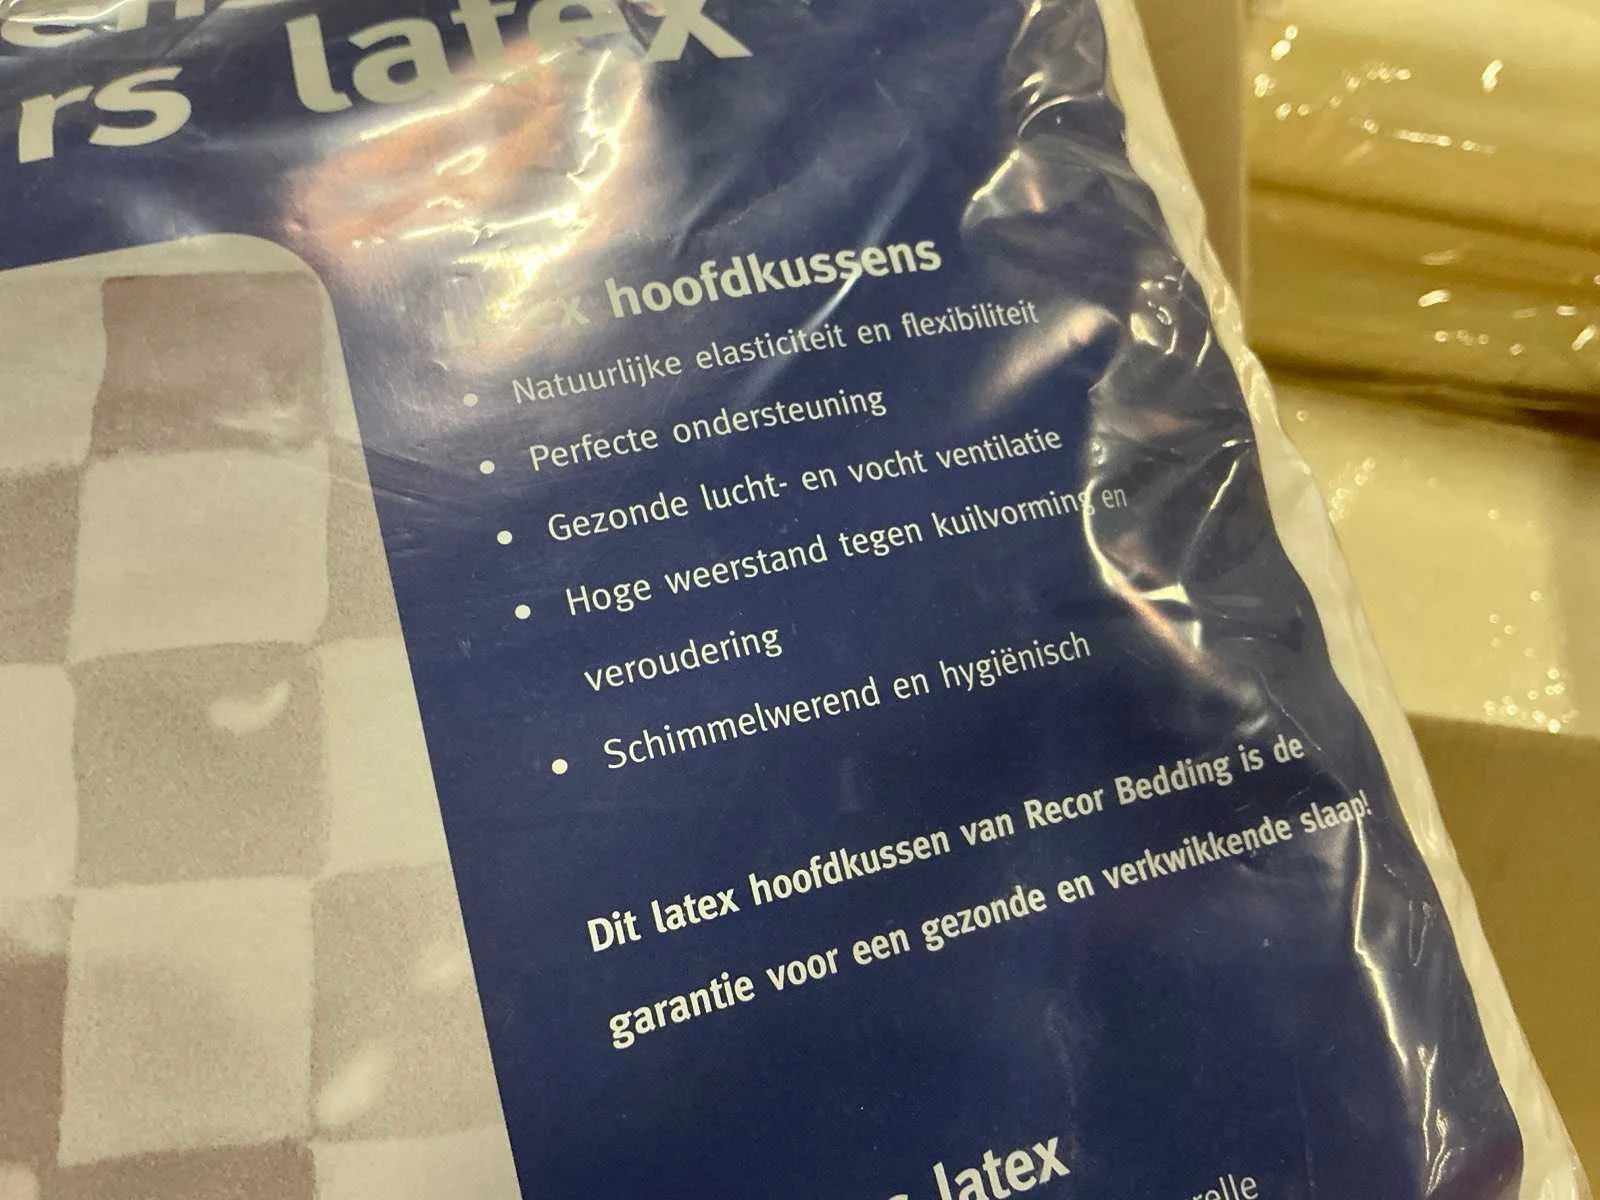 rs latex
Latex hoofdkussens
• Natuurlijke elasticiteit en flexibiliteit
• Perfecte ondersteuning
• Gezonde lucht- en vocht ventilatie
• Hoge weerstand tegen kuilvorming en
veroudering
• Schimmelwerend en hygiënisch
Dit latex hoofdkussen van Recor Bedding is de
garantie voor een gezonde en verkwikkende slaap!
latex